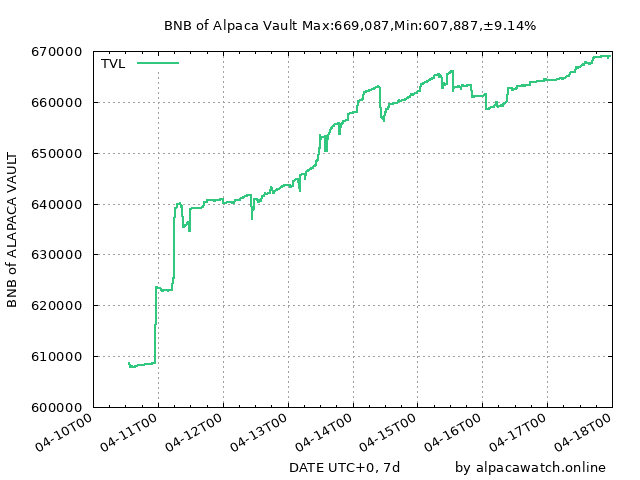 BNB of Alpaca Vault Max:669,087,Min:607,887,±9.14%
TVL
670000
660000
650000
640000
630000
620000
610000
600000
BNB of ALAPACA VAULT
04-10T00
04-11T00
04-12T00
04-13T00
04-14T00
04-15T00
04-16T00
04-17T00
04-18T00
DATE UTC+0, 7d
by alpacawatch.online